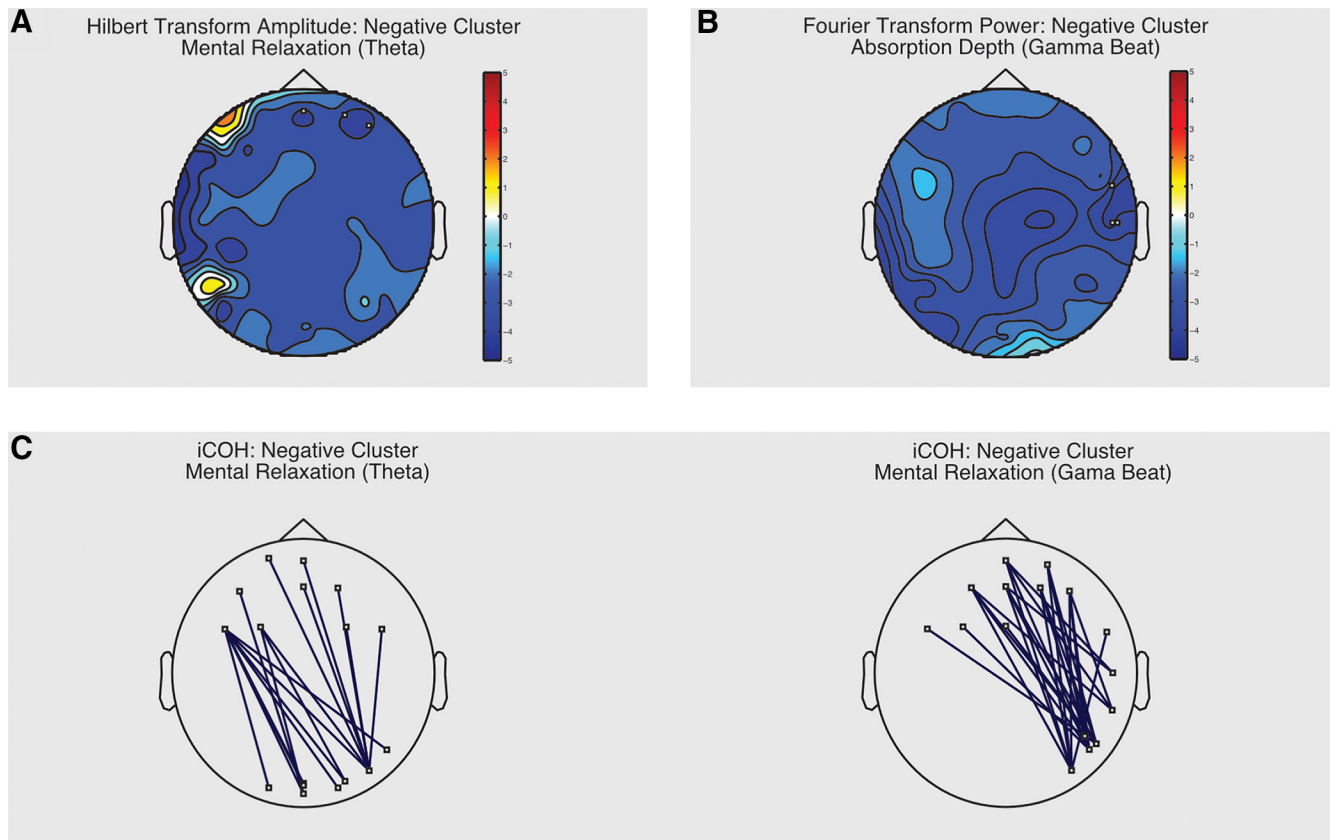 A
Hilbert Transform Amplitude: Negative Cluster
Mental Relaxation (Theta)
5
4
3
2
1
0
−1
−2
−3
−4
−5
B
Fourier Transform Power: Negative Cluster
Absorption Depth (Gamma Beat)
5
4
3
2
1
0
−1
−2
−3
−4
−5
C
iCOH: Negative Cluster
Mental Relaxation (Theta)
iCOH: Negative Cluster
Mental Relaxation (Gama Beat)